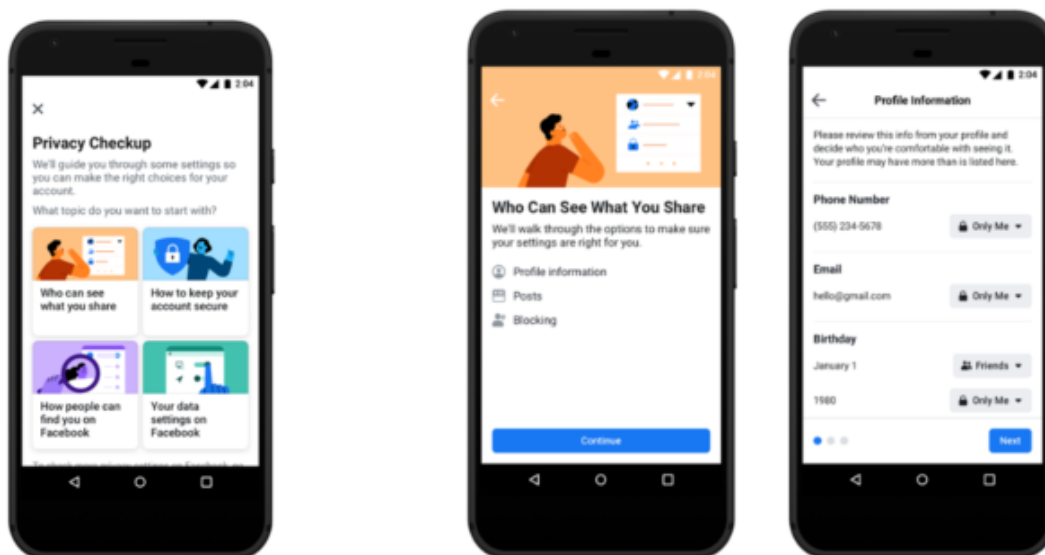 2:04
Privacy Checkup
We'll guide you through some settings so
you can make the right choices for your
account.
What topic do you want to start with?
Who can see
what you share
How to keep your
account secure
How people can
find you on
Facebook
Your data
settings on
Facebook
2:04
Who Can See What You Share
We'll walk through the options to make sure
your settings are right for you.
Profile information
Posts
Blocking
Continue
2:04
Profile Information
Please review this info from your profile and
decide who you're comfortable with seeing it.
Your profile may have more than is listed here.
Phone Number
(555) 234-5678
Only Me
Email
hello@gmail.com
Only Me
Birthday
January 1
Friends
1980
Only Me
Next